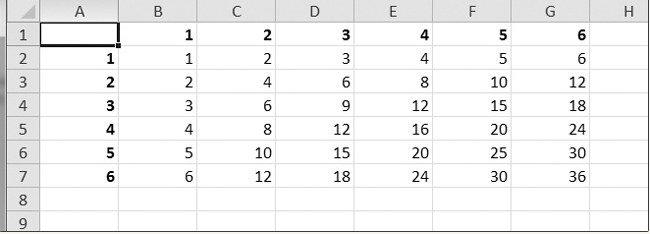 A B C D E F G H
1 1 2 3 4 5 6
2 1 1 2 3 4 5 6
3 2 2 4 6 8 10 12
4 3 3 6 9 12 15 18
5 4 4 8 12 16 20 24
6 5 5 10 15 20 25 30
7 6 6 12 18 24 30 36
8
9